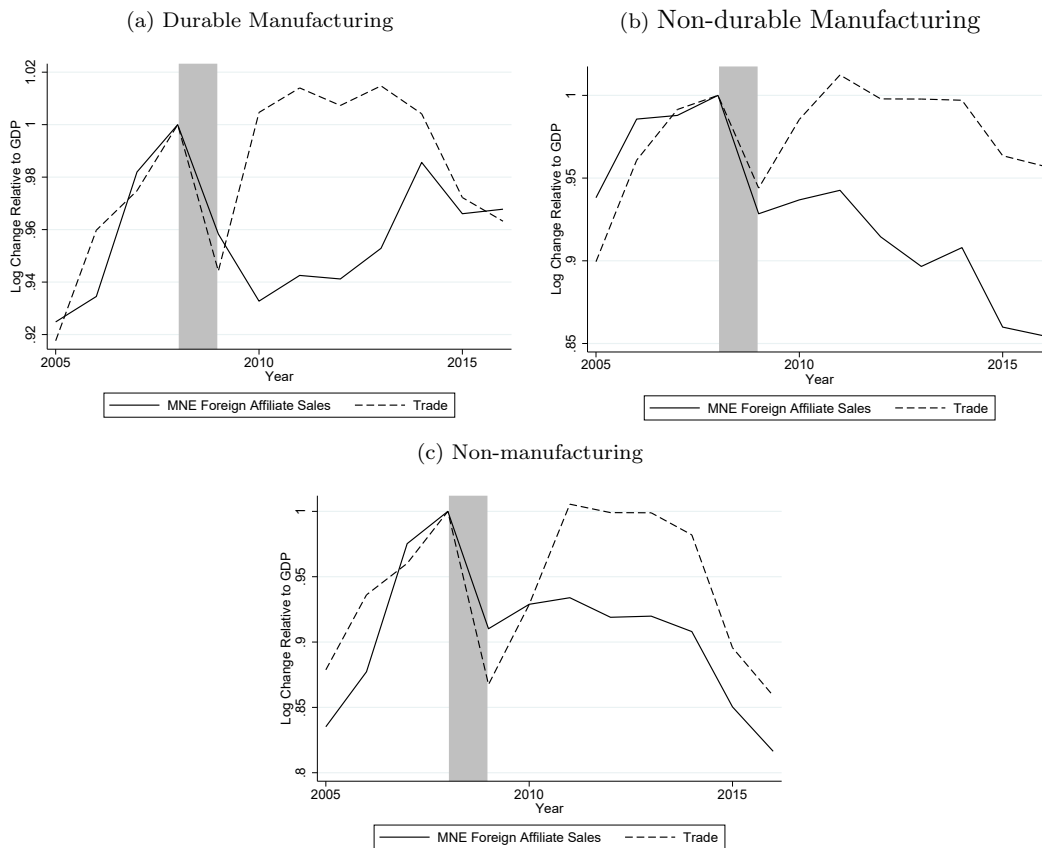 (a) Durable Manufacturing
Log Change Relative to GDP
1.02
1
.98
.96
.94
.92
2005
2010
2015
Year
MNE Foreign Affiliate Sales
Trade
(b) Non-durable Manufacturing
Log Change Relative to GDP
1
.95
.9
.85
2005
2010
2015
Year
MNE Foreign Affiliate Sales
Trade
(c) Non-manufacturing
Log Change Relative to GDP
1
.95
.9
.85
.8
2005
2010
2015
Year
MNE Foreign Affiliate Sales
Trade